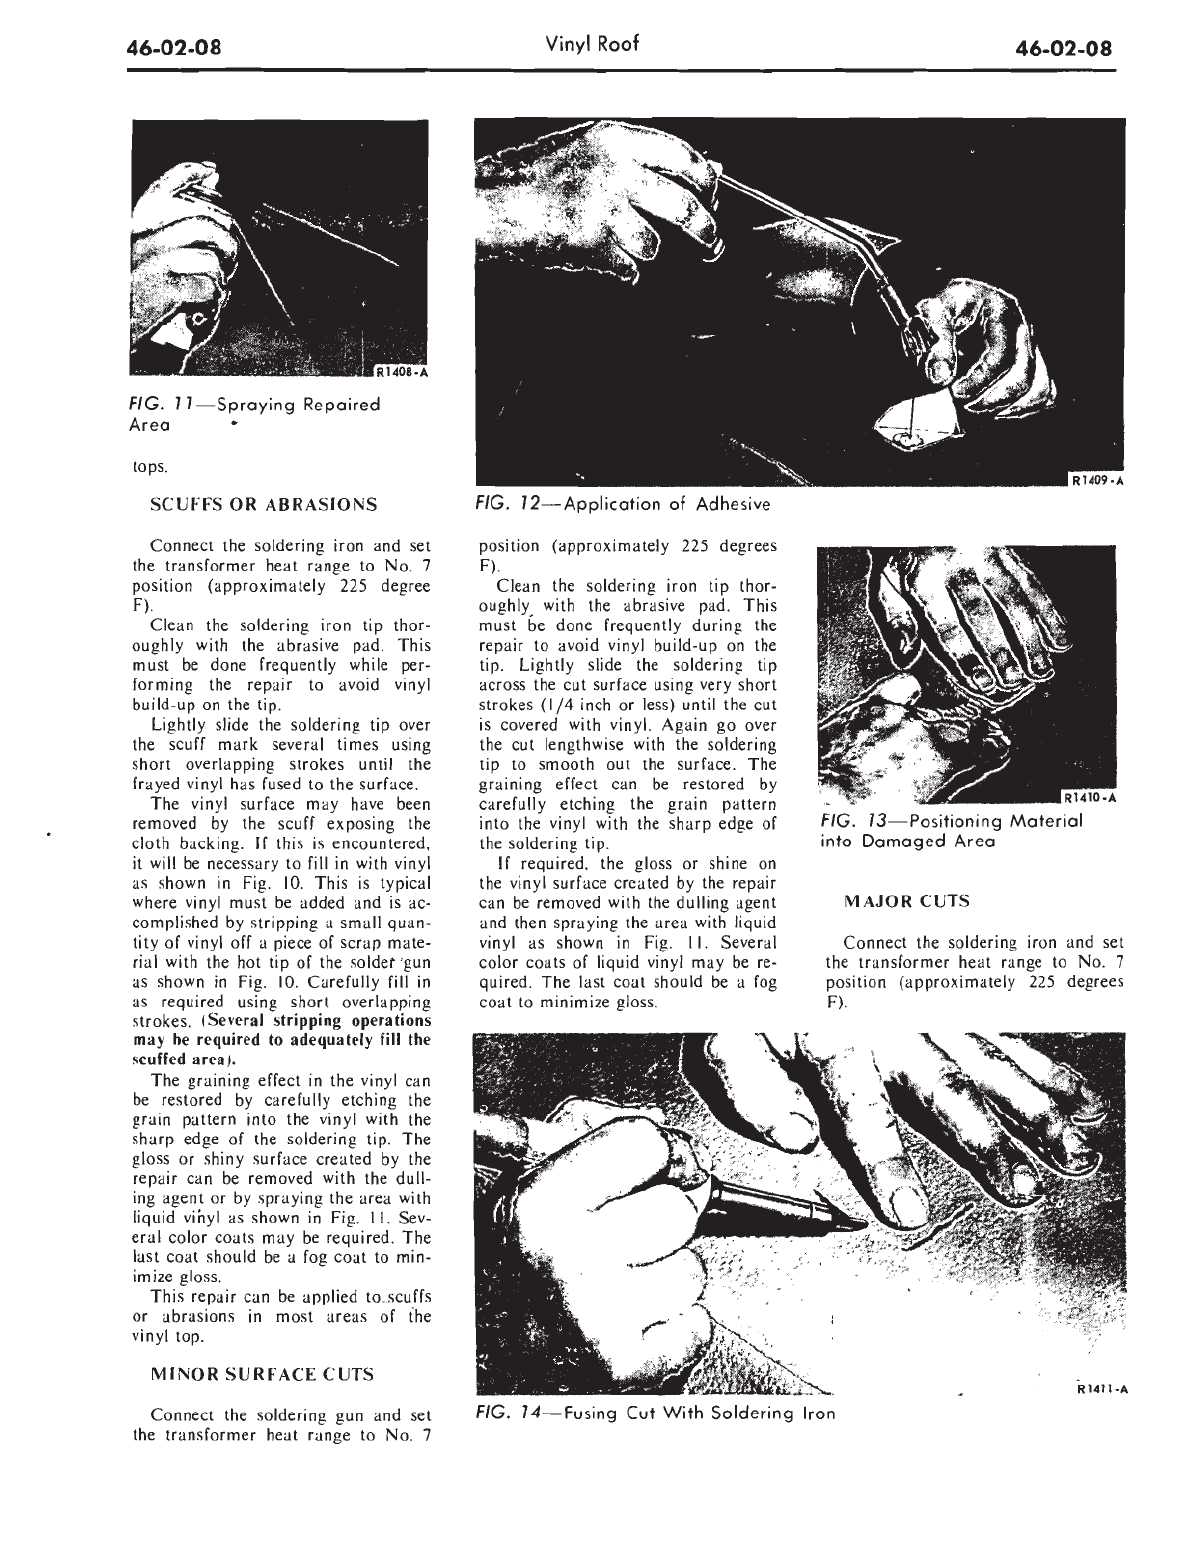 46-02-08
Vinyl Roof
46-02-08
R1408-A
FIG. 11—Spraying Repaired
Area
tops.
SCUFFS OR ABRASIONS
Connect the soldering iron and set
the transformer heat range to No. 7
position (approximately 225 degree
F).
Clean the soldering iron tip thor-
oughly with the abrasive pad. This
must be done frequently while per-
forming the repair to avoid vinyl
build-up on the tip.
Lightly slide the soldering tip over
the scuff mark several times using
short overlapping strokes until the
frayed vinyl has fused to the surface.
The vinyl surface may have been
removed by the scuff exposing the
cloth backing. If this is encountered,
it will be necessary to fill in with vinyl
as shown in Fig. 10. This is typical
where vinyl must be added and is ac-
complished by stripping a small quan-
tity of vinyl off a piece of scrap mate-
rial with the hot tip of the solder gun
as shown in Fig. 10. Carefully fill in
as required using short overlapping
strokes. (Several stripping operations
may be required to adequately fill the
scuffed area).
The graining effect in the vinyl can
be restored by carefully etching the
grain pattern into the vinyl with the
sharp edge of the soldering tip. The
gloss or shiny surface created by the
repair can be removed with the dull-
ing agent or by spraying the area with
liquid vinyl as shown in Fig. 11. Sev-
eral color coats may be required. The
last coat should be a fog coat to min-
imize gloss.
This repair can be applied to scuffs
or abrasions in most areas of the
vinyl top.
MINOR SURFACE CUTS
Connect the soldering gun and set
the transformer heat range to No. 7
R1409-A
FIG. 12—Application of Adhesive
position (approximately 225 degrees
F).
Clean the soldering iron tip thor-
oughly with the abrasive pad. This
must be done frequently during the
repair to avoid vinyl build-up on the
tip. Lightly slide the soldering tip
across the cut surface using very short
strokes (1/4 inch or less) until the cut
is covered with vinyl. Again go over
the cut lengthwise with the soldering
tip to smooth out the surface. The
graining effect can be restored by
carefully etching the grain pattern
into the vinyl with the sharp edge of
the soldering tip.
If required, the gloss or shine on
the vinyl surface created by the repair
can be removed with the dulling agent
and then spraying the area with liquid
vinyl as shown in Fig. 11. Several
color coats of liquid vinyl may be re-
quired. The last coat should be a fog
coat to minimize gloss.
R1410-A
FIG. 13—Positioning Material
into Damaged Area
MAJOR CUTS
Connect the soldering iron and set
the transformer heat range to No. 7
position (approximately 225 degrees
F).
R1411-A
FIG. 14—Fusing Cut With Soldering Iron